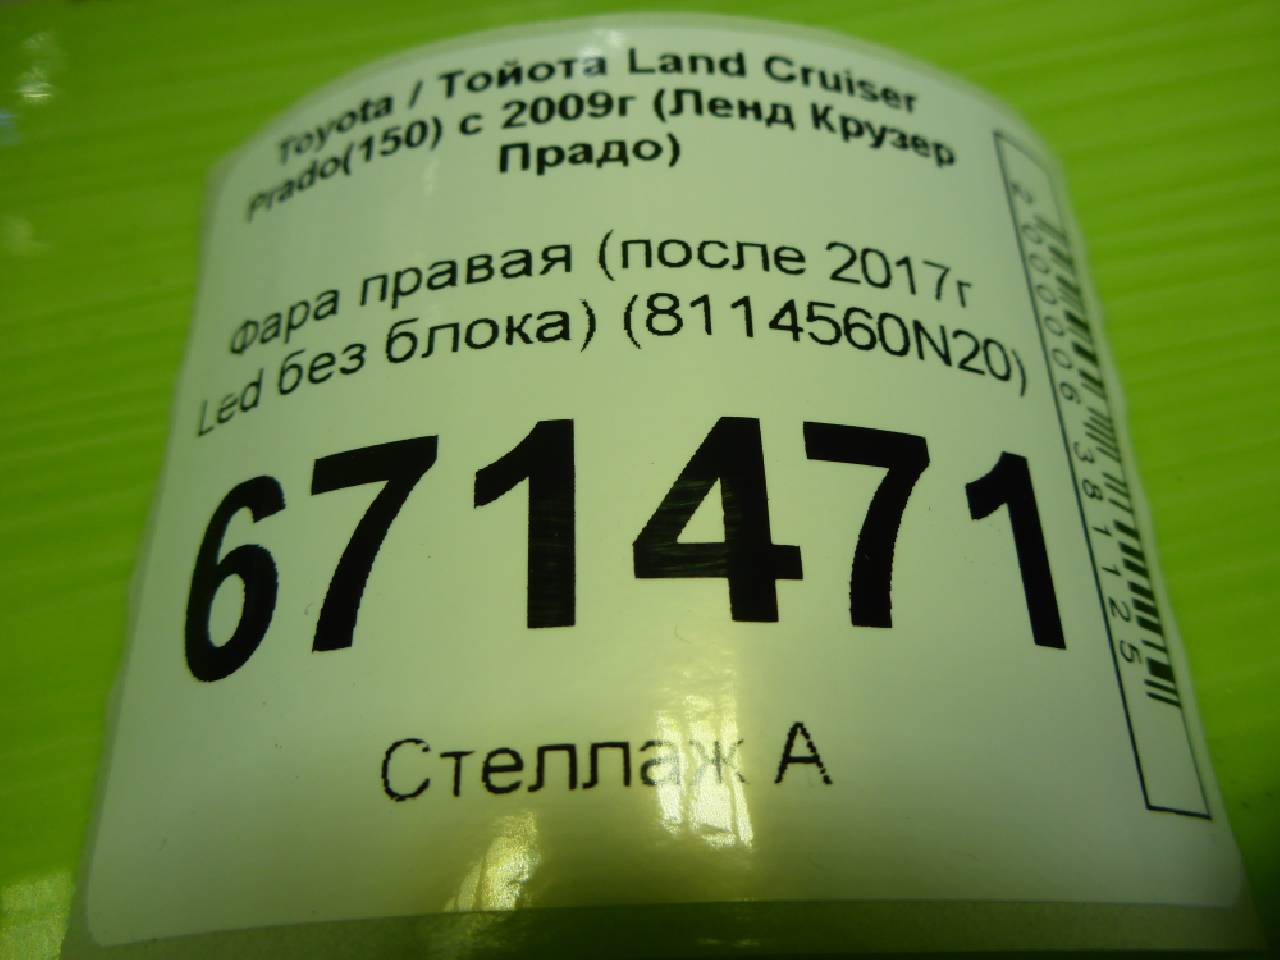 Toyota / Тойота Land Cruiser
Prado(150) с 2009г (Ленд Крузер
Прадо)
Фара правая (после 2017г
Led без блока) (8114560N20)
671471
Стеллаж А
2000006381125